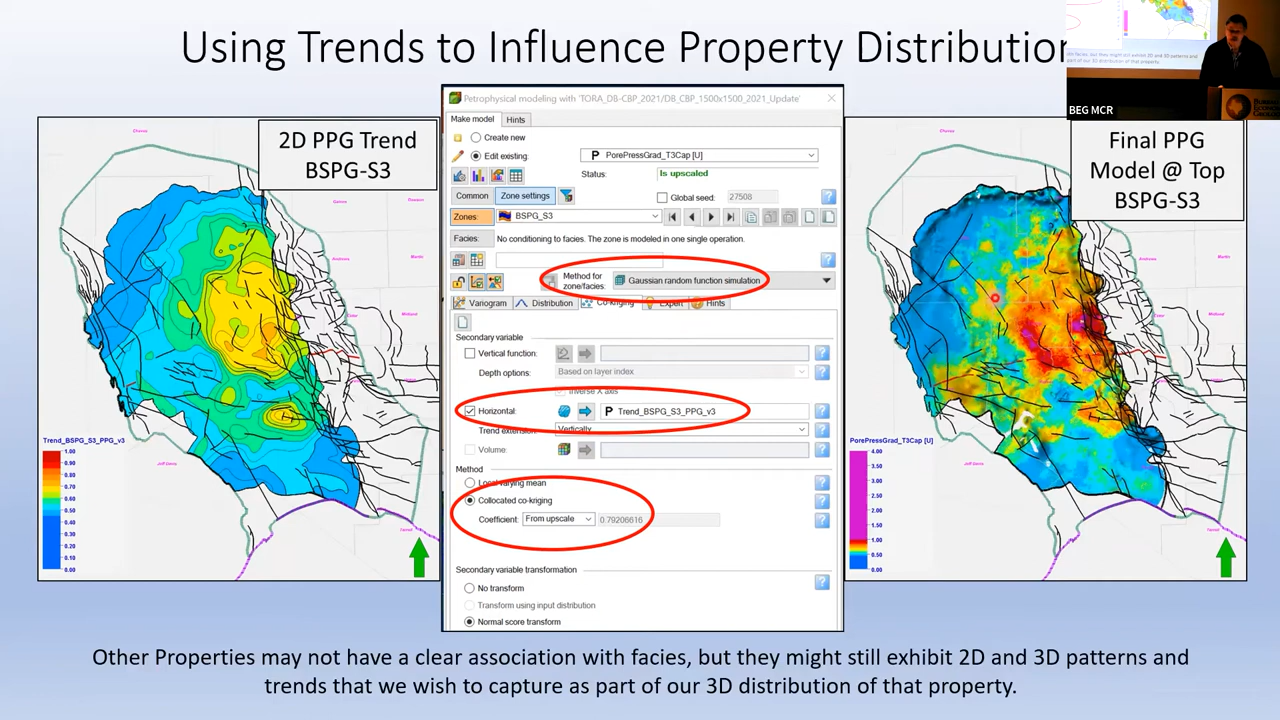 Using Trends to Influence Property Distribution
BEG MCR
2D PPG Trend
BSPG-S3
Trend_BSPG_S3_PPG_v3
1.00
0.90
0.80
0.70
0.60
0.50
0.40
0.30
0.20
0.10
0.00
Petrophysical modeling with 'TORA_DB-CBP_2021/DB_CBP_1500x1500_2021_Update'
Make model
Hints
Create new
Edit existing:
P PorePressGrad_T3Cap [U]
Status:
Is upscaled
Common
Zone settings
Global seed:
27508
Zones:
BSPG_S3
Facies:
No conditioning to facies. The zone is modeled in one single operation.
Method for
zone/facies:
Gaussian random function simulation
Variogram
Distribution
Co-kriging
Expert
Hints
Secondary variable
Vertical function:
Depth options:
Based on layer index
Inverse X axis
Horizontal:
P Trend_BSPG_S3_PPG_v3
Trend extension:
Vertically
Volume:
Method
Local varying mean
Collocated co-kriging
Coefficient:
From upscale
0.79206616
Secondary variable transformation
No transform
Transform using input distribution
Normal score transform
Final PPG
Model @ Top
BSPG-S3
PorePressGrad_T3Cap [U]
4.00
3.50
3.00
2.50
2.00
1.50
1.00
0.50
0.00
Other Properties may not have a clear association with facies, but they might still exhibit 2D and 3D patterns and
trends that we wish to capture as part of our 3D distribution of that property.